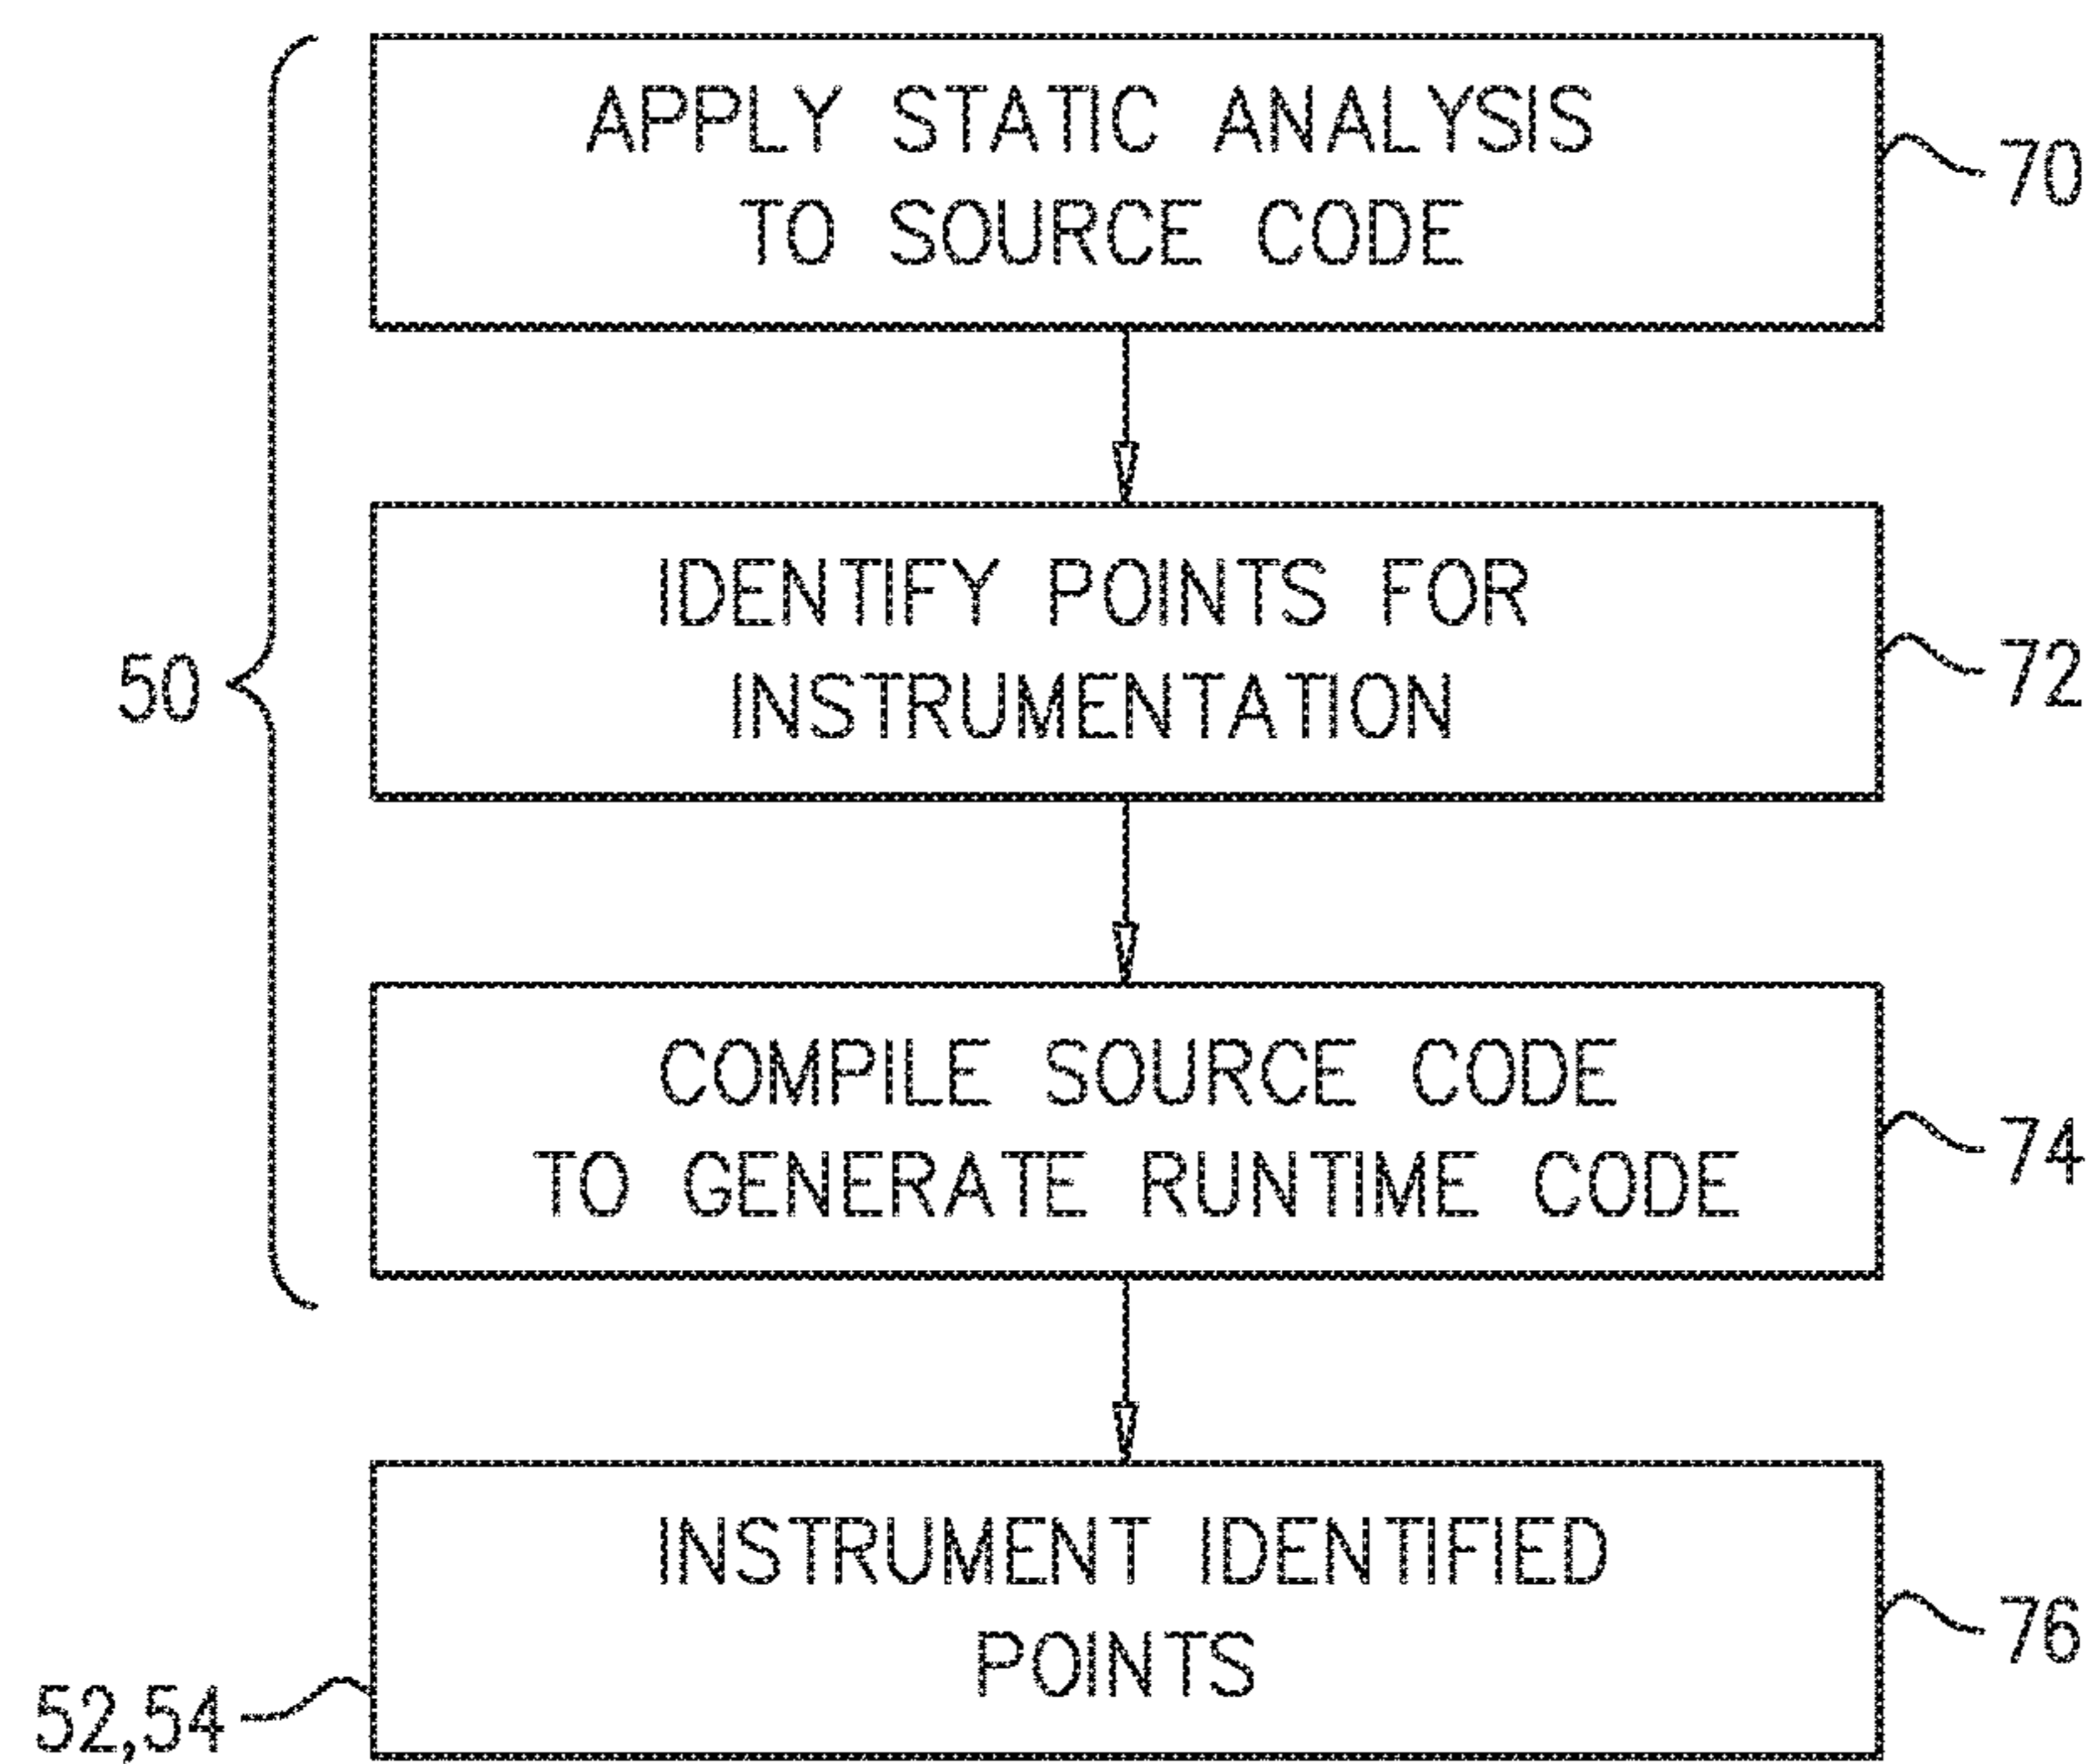 APPLY STATIC ANALYSIS
TO SOURCE CODE
70
IDENTIFY POINTS FOR
INSTRUMENTATION
72
50
COMPILE SOURCE CODE
TO GENERATE RUNTIME CODE
74
INSTRUMENT IDENTIFIED
POINTS
76
52,54